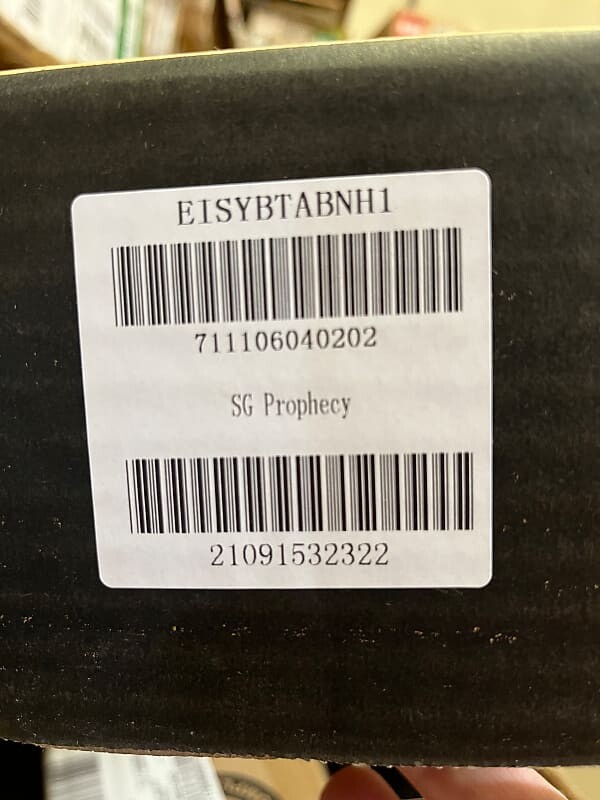 EISYBTABNH1
711106040202
SG Prophecy
21091532322